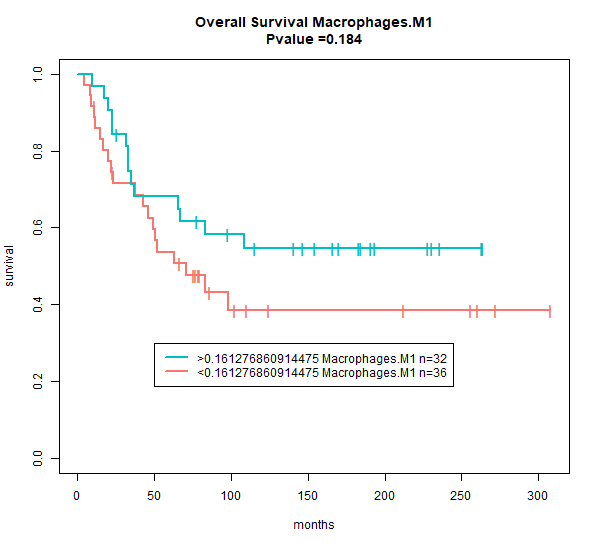 Overall Survival Macrophages.M1
Pvalue =0.184
survival
1.0
0.8
0.6
0.4
0.2
0.0
>0.161276860914475 Macrophages.M1 n=32
<0.161276860914475 Macrophages.M1 n=36
0 50 100 150 200 250 300
months